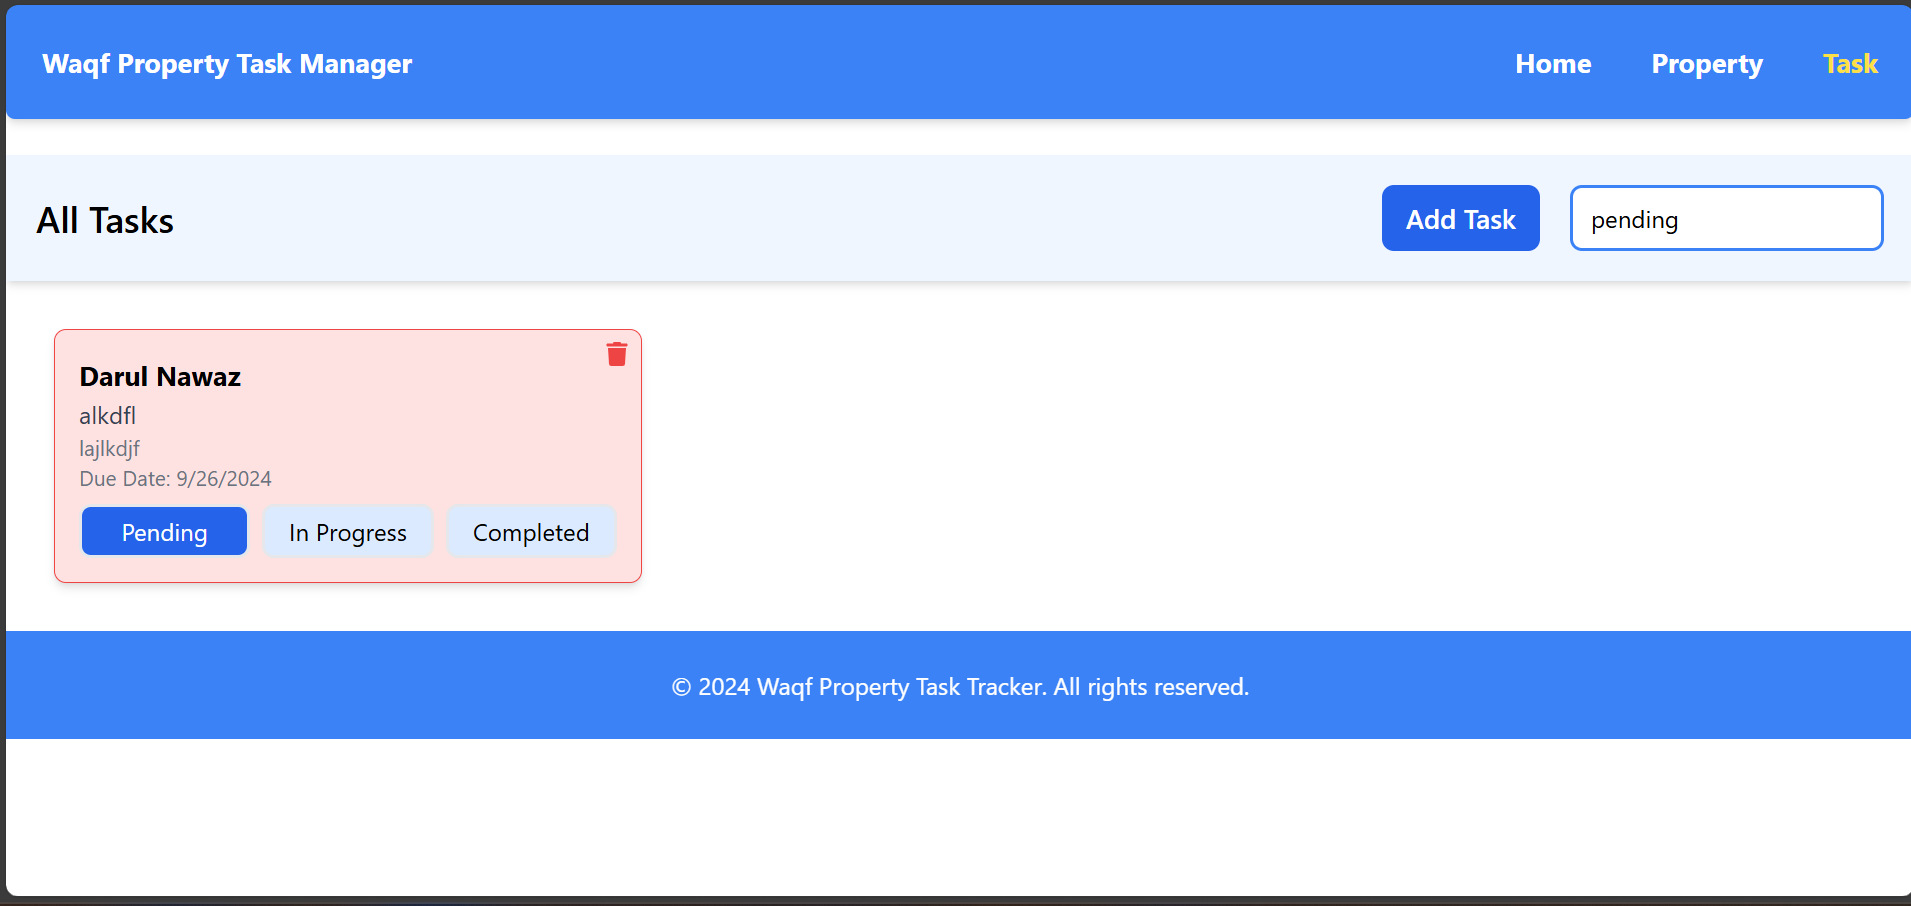 Waqf Property Task Manager
Home Property Task
All Tasks
Add Task
pending
Darul Nawaz
alkdfl
lajlkdjf
Due Date: 9/26/2024
Pending In Progress Completed
© 2024 Waqf Property Task Tracker. All rights reserved.